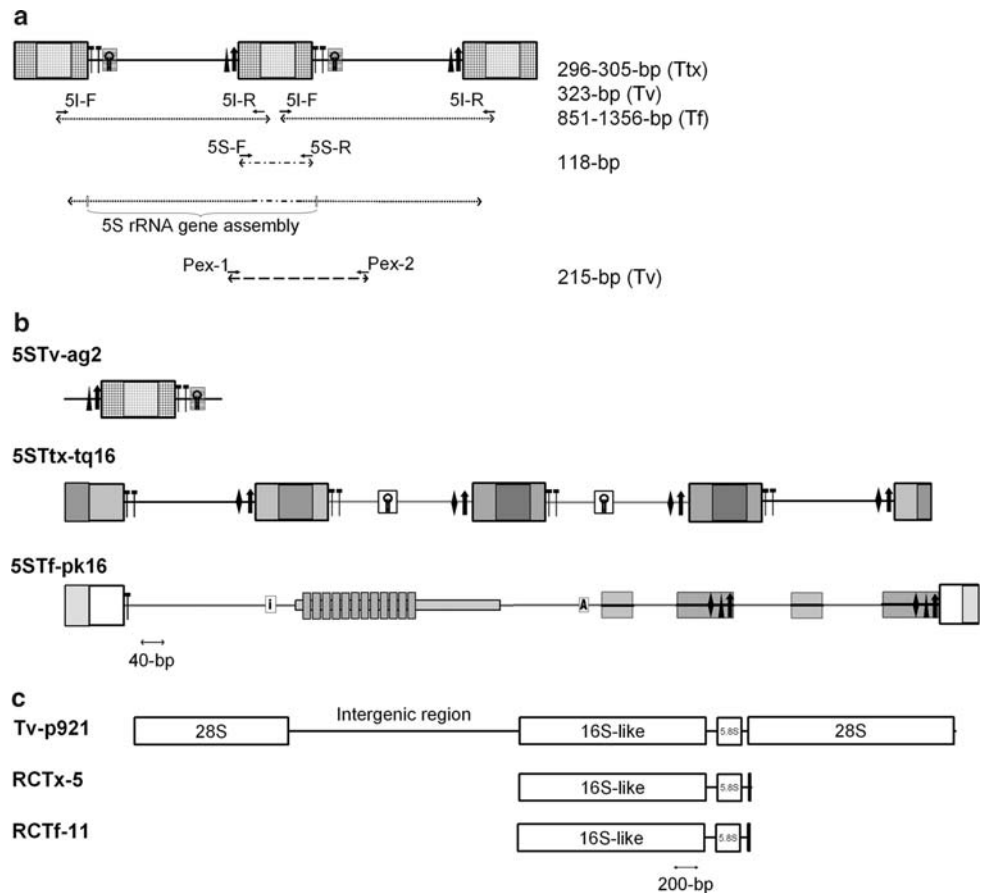 a
296-305-bp (Ttx)
323-bp (Tv)
851-1356-bp (Tf)
5I-F 5I-R 5I-F 5I-R
5S-F 5S-R
118-bp
5S rRNA gene assembly
Pex-1 Pex-2
215-bp (Tv)
b
5STv-ag2
5STtx-tq16
5STf-pk16
i A
40-bp
c
Tv-p921
28S Intergenic region 16S-like 5.8S 28S
RCTx-5
16S-like 5.8S
RCTf-11
16S-like 5.8S
200-bp